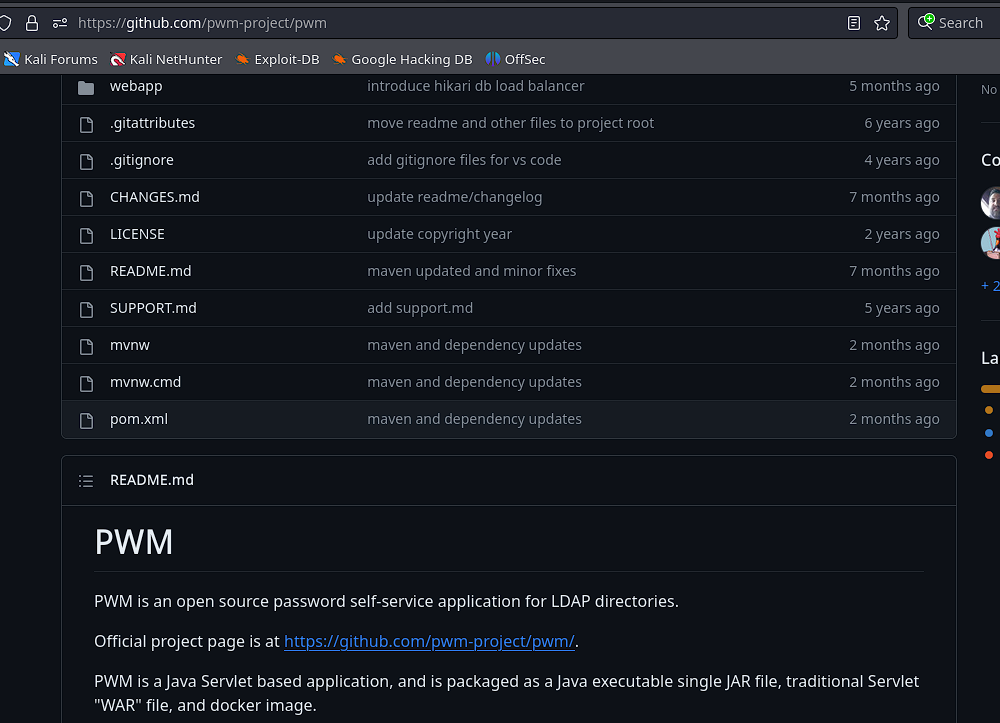 https://github.com/pwm-project/pwm Search
Kali Forums Kali NetHunter Exploit-DB Google Hacking DB OffSec
webapp introduce hikari db load balancer 5 months ago No
.gitattributes move readme and other files to project root 6 years ago
.gitignore add gitignore files for vs code 4 years ago Co
CHANGES.md update readme/changelog 7 months ago
LICENSE update copyright year 2 years ago
README.md maven updated and minor fixes 7 months ago + 2
SUPPORT.md add support.md 5 years ago
mvnw maven and dependency updates 2 months ago La
mvnw.cmd maven and dependency updates 2 months ago
pom.xml maven and dependency updates 2 months ago
README.md
PWM
PWM is an open source password self-service application for LDAP directories.
Official project page is at https://github.com/pwm-project/pwm/.
PWM is a Java Servlet based application, and is packaged as a Java executable single JAR file, traditional Servlet
"WAR" file, and docker image.